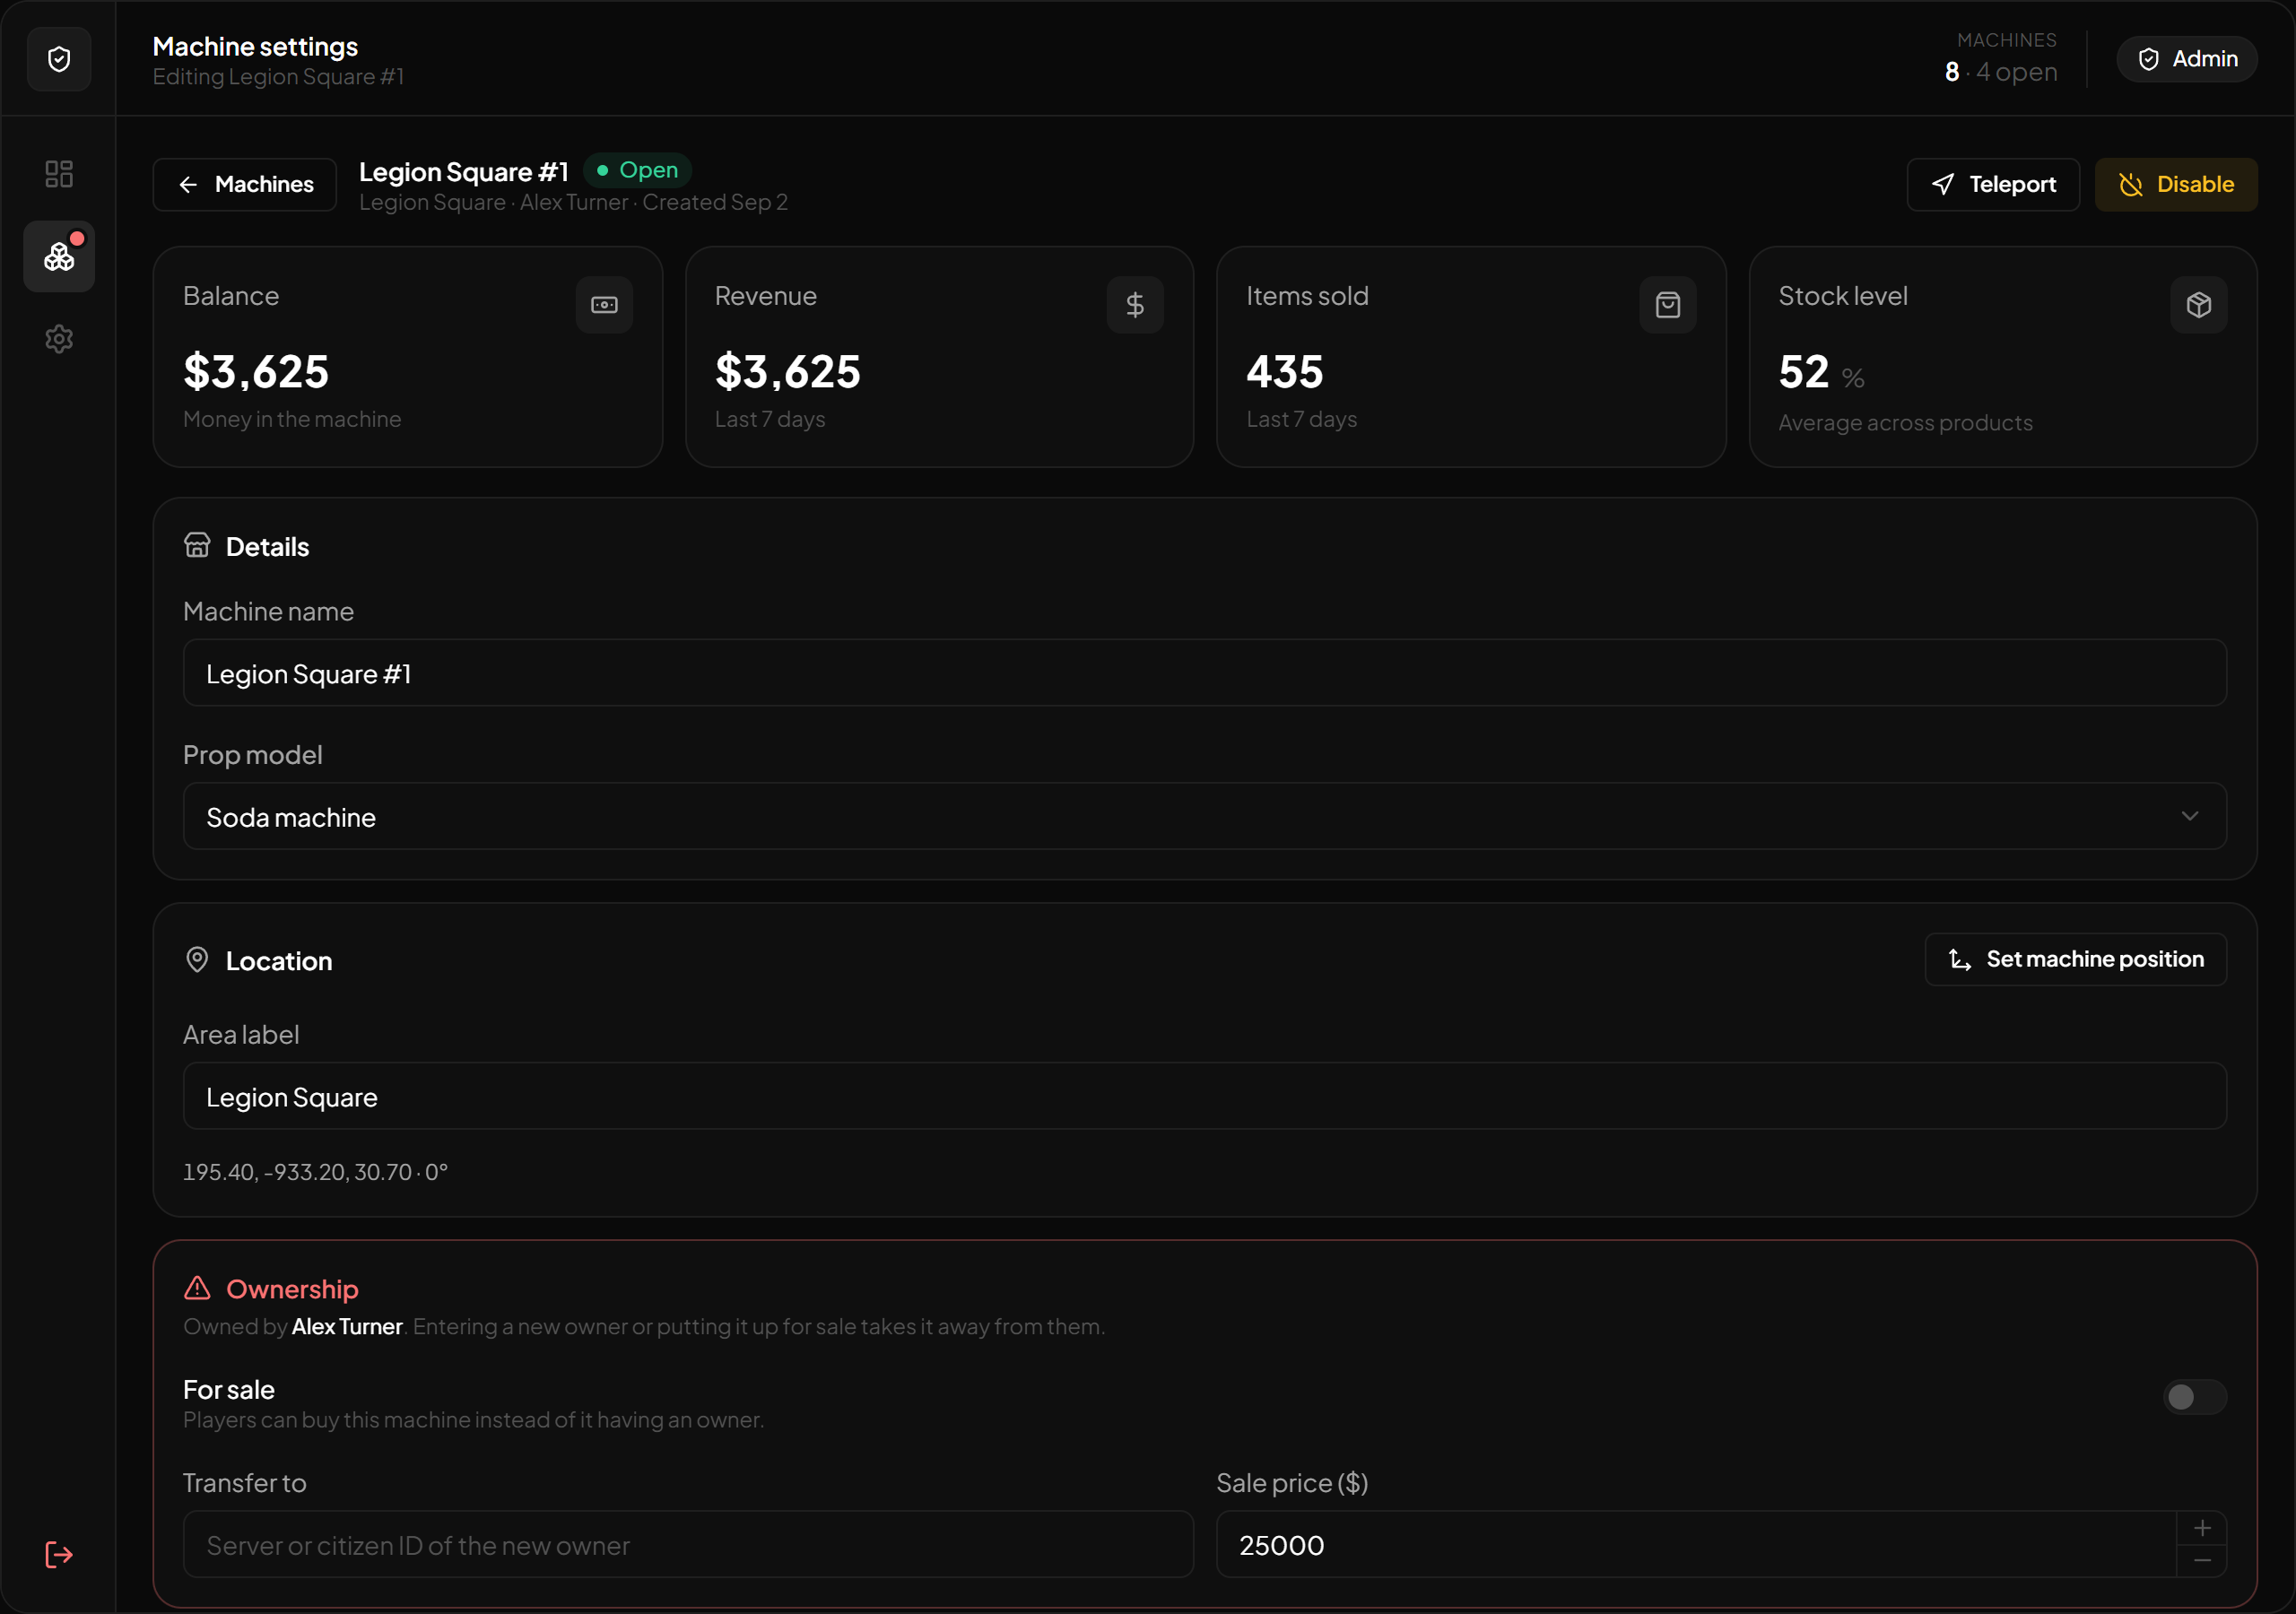 Machine settings
Editing Legion Square #1
MACHINES
8 · 4 open
Admin
Machines
Legion Square #1
Open
Legion Square · Alex Turner · Created Sep 2
Teleport
Disable
Balance
$3,625
Money in the machine
Revenue
$3,625
Last 7 days
Items sold
435
Last 7 days
Stock level
52 %
Average across products
Details
Machine name
Legion Square #1
Prop model
Soda machine
Location
Set machine position
Area label
Legion Square
195.40, -933.20, 30.70 · 0°
Ownership
Owned by Alex Turner. Entering a new owner or putting it up for sale takes it away from them.
For sale
Players can buy this machine instead of it having an owner.
Transfer to
Server or citizen ID of the new owner
Sale price ($)
25000